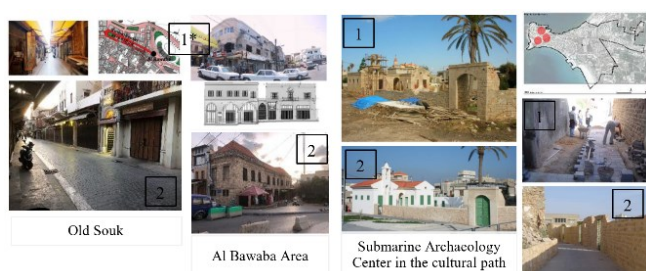 1*
2
Old Souk
2
Al Bawaba Area
1
2
Submarine Archaeology
Center in the cultural path
1
2